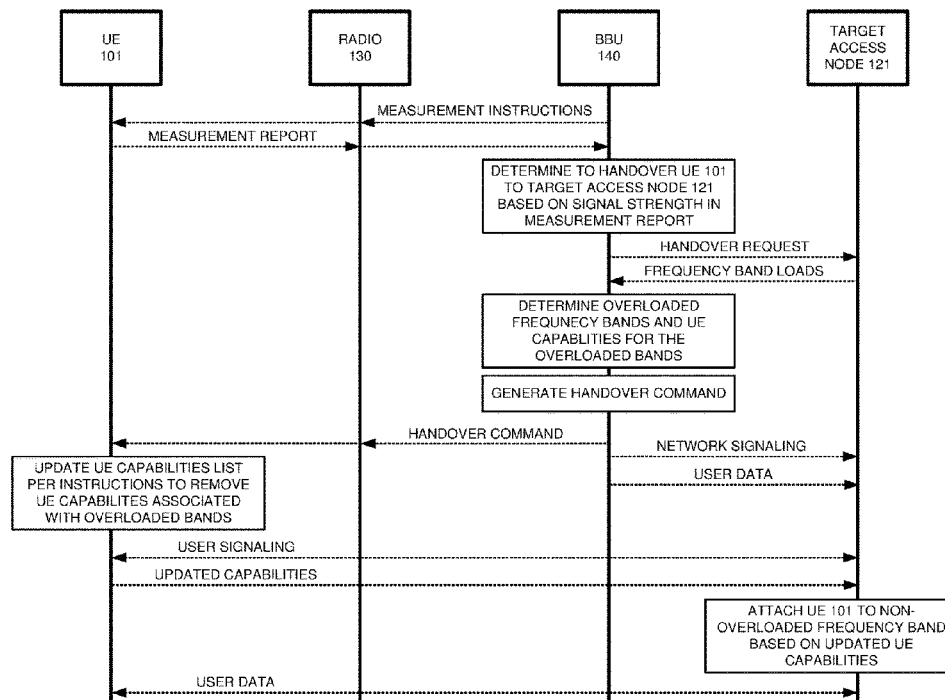 UE
101
RADIO
130
BBU
140
TARGET
ACCESS
NODE 121
MEASUREMENT INSTRUCTIONS
MEASUREMENT REPORT
DETERMINE TO HANDOVER UE 101
TO TARGET ACCESS NODE 121
BASED ON SIGNAL STRENGTH IN
MEASUREMENT REPORT
HANDOVER REQUEST
FREQUENCY BAND LOADS
DETERMINE OVERLOADED
FREQUNECY BANDS AND UE
CAPABLITIES FOR THE
OVERLOADED BANDS
GENERATE HANDOVER COMMAND
HANDOVER COMMAND
NETWORK SIGNALING
UPDATE UE CAPABILITIES LIST
PER INSTRUCTIONS TO REMOVE
UE CAPABILITES ASSOCIATED
WITH OVERLOADED BANDS
USER DATA
USER SIGNALING
UPDATED CAPABILITIES
ATTACH UE 101 TO NON-
OVERLOADED FREQUENCY BAND
BASED ON UPDATED UE
CAPABILITIES
USER DATA